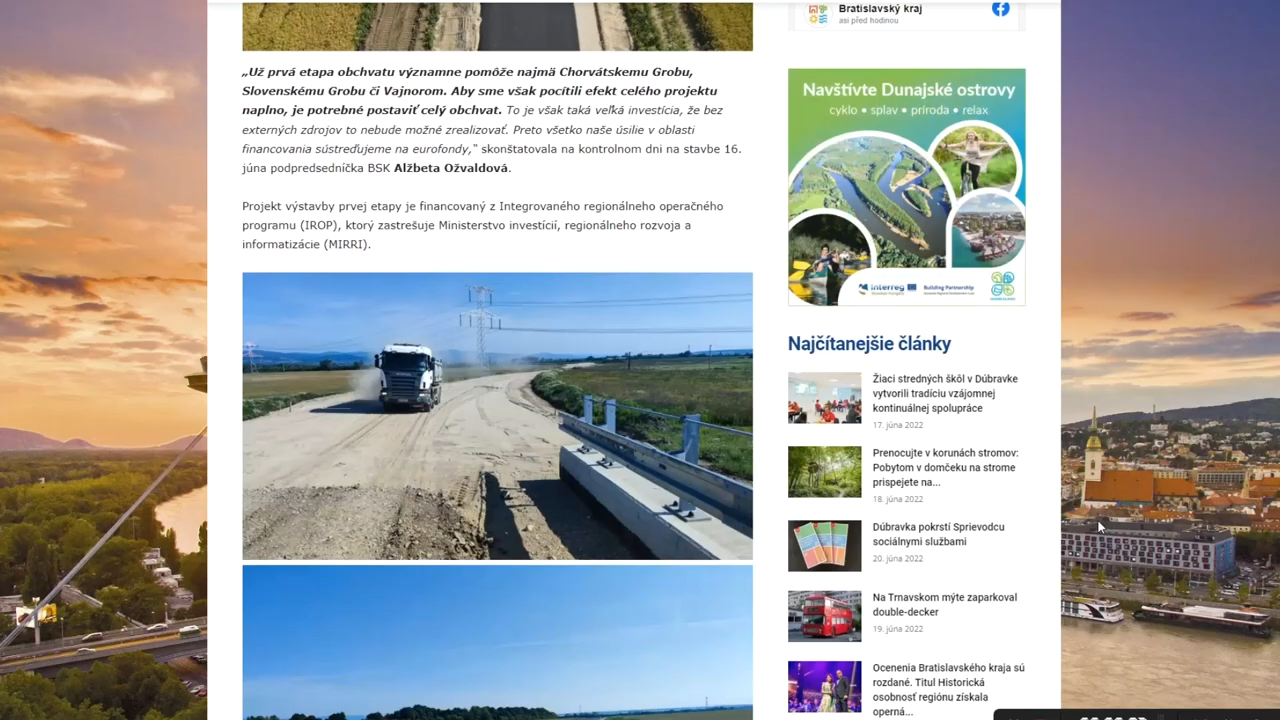 „Už prvá etapa obchvatu významne pomôže najmä Chorvátskemu Grobu,
Slovenskému Grobu či Vajnorom. Aby sme však pocítili efekt celého projektu
naplno, je potrebné postaviť celý obchvat. To je však taká veľká investícia, že bez
externých zdrojov to nebude možné zrealizovať. Preto všetko naše úsilie v oblasti
financovania sústreďujeme na eurofondy," skonštatovala na kontrolnom dni na stavbe 16.
júna podpredsedníčka BSK Alžbeta Ožvaldová.
Projekt výstavby prvej etapy je financovaný z Integrovaného regionálneho operačného
programu (IROP), ktorý zastrešuje Ministerstvo investícií, regionálneho rozvoja a
informatizácie (MIRRI).
Bratislavský kraj
asi před hodinou
Navštívte Dunajské ostrovy
cyklo • splav • príroda • relax
Interreg
Building Partnership
Najčítanejšie články
Žiaci stredných škôl v Dúbravke
vytvorili tradíciu vzájomnej
kontinuálnej spolupráce
17. júna 2022
Prenocujte v korunách stromov:
Pobytom v domčeku na strome
prispejete na...
18. júna 2022
Dúbravka pokrstí Sprievodcu
sociálnymi službami
20. júna 2022
Na Trnavskom mýte zaparkoval
double-decker
19. júna 2022
Ocenenia Bratislavského kraja sú
rozdané. Titul Historická
osobnosť regiónu získala
operná...